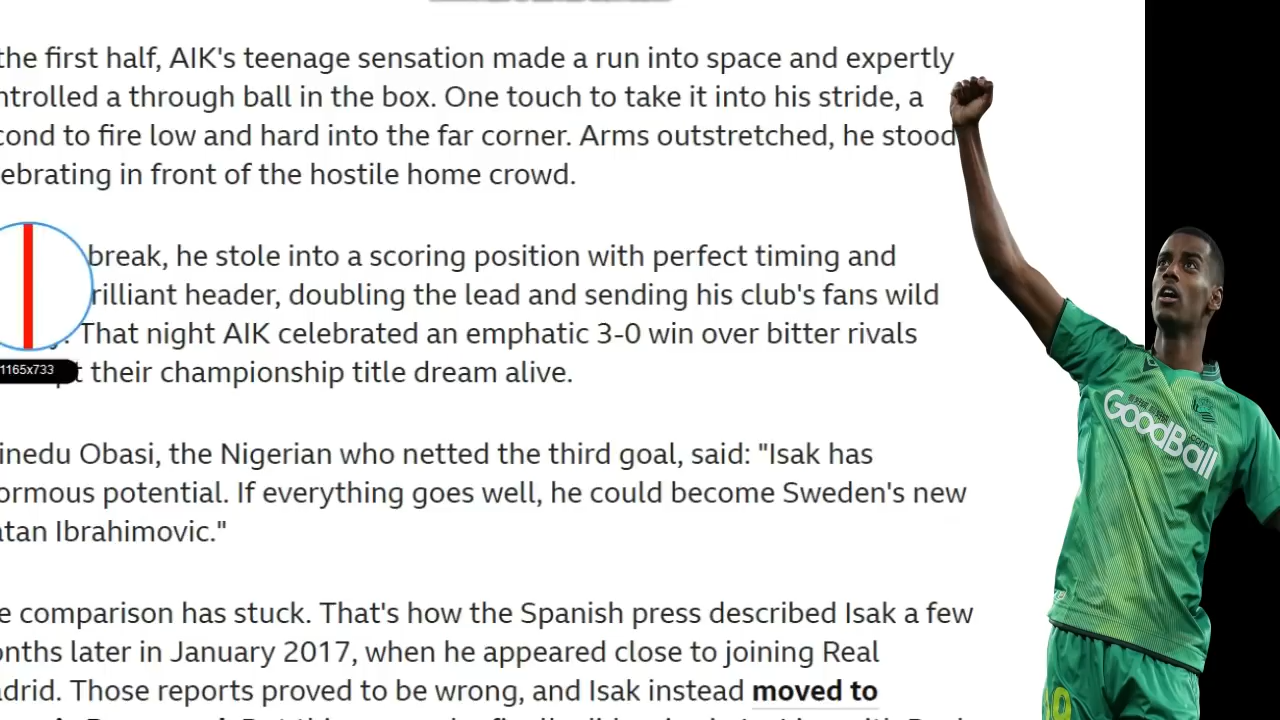 the first half, AIK's teenage sensation made a run into space and expertly
ntrolled a through ball in the box. One touch to take it into his stride, a
cond to fire low and hard into the far corner. Arms outstretched, he stood
ebrating in front of the hostile home crowd.
break, he stole into a scoring position with perfect timing and
rilliant header, doubling the lead and sending his club's fans wild
That night AIK celebrated an emphatic 3-0 win over bitter rivals
1165x733
pt their championship title dream alive.
inedu Obasi, the Nigerian who netted the third goal, said: "Isak has
ormous potential. If everything goes well, he could become Sweden's new
atan Ibrahimovic."
e comparison has stuck. That's how the Spanish press described Isak a few
onths later in January 2017, when he appeared close to joining Real
adrid. Those reports proved to be wrong, and Isak instead moved to
GoodBall
.com
19